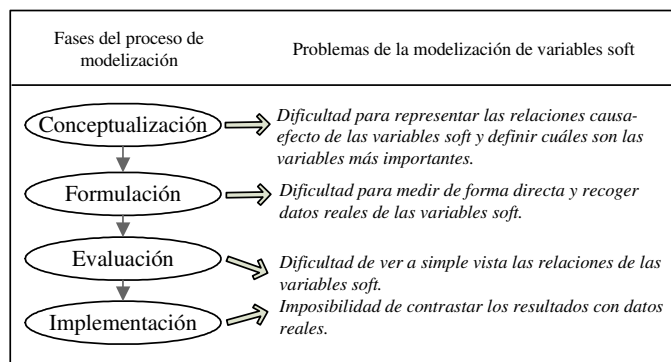 Fases del proceso de
modelización
Problemas de la modelización de variables soft
Conceptualización
Dificultad para representar las relaciones causa-
efecto de las variables soft y definir cuáles son las
variables más importantes.
Formulación
Dificultad para medir de forma directa y recoger
datos reales de las variables soft.
Evaluación
Dificultad de ver a simple vista las relaciones de las
variables soft.
Implementación
Imposibilidad de contrastar los resultados con datos
reales.